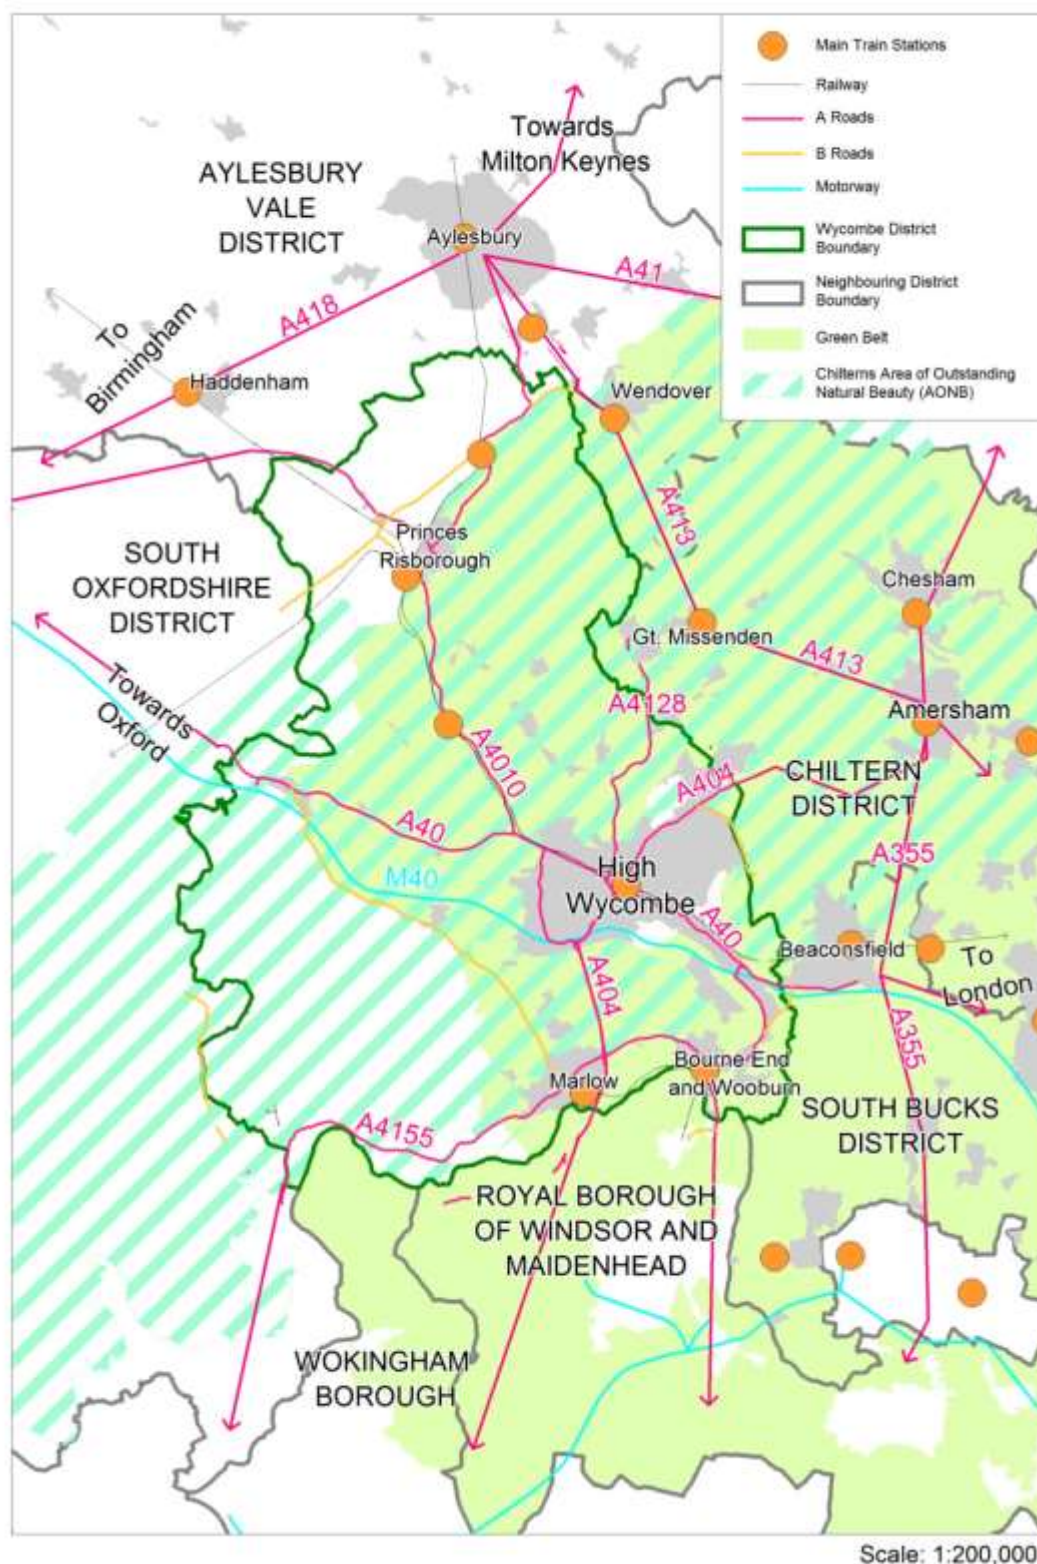 Main Train Stations
Railway
A Roads
B Roads
Motorway
Wycombe District
Boundary
Neighbouring District
Boundary
Green Belt
Chilterns Area of Outstanding
Natural Beauty (AONB)
Towards
Milton Keynes
AYLESBURY
VALE
DISTRICT
Aylesbury
A41
A418
To
Birmingham
Haddenham
Wendover
A413
Princes
Risborough
SOUTH
OXFORDSHIRE
DISTRICT
Chesham
Gt. Missenden
A413
Towards
Oxford
A4128
Amersham
A4010
A404
CHILTERN
DISTRICT
A40
A355
M40
High
Wycombe
A40
Beaconsfield
To
London
A404
A355
Bourne End
and Wooburn
Marlow
A4155
SOUTH BUCKS
DISTRICT
ROYAL BOROUGH
OF WINDSOR AND
MAIDENHEAD
WOKINGHAM
BOROUGH
Scale: 1:200,000